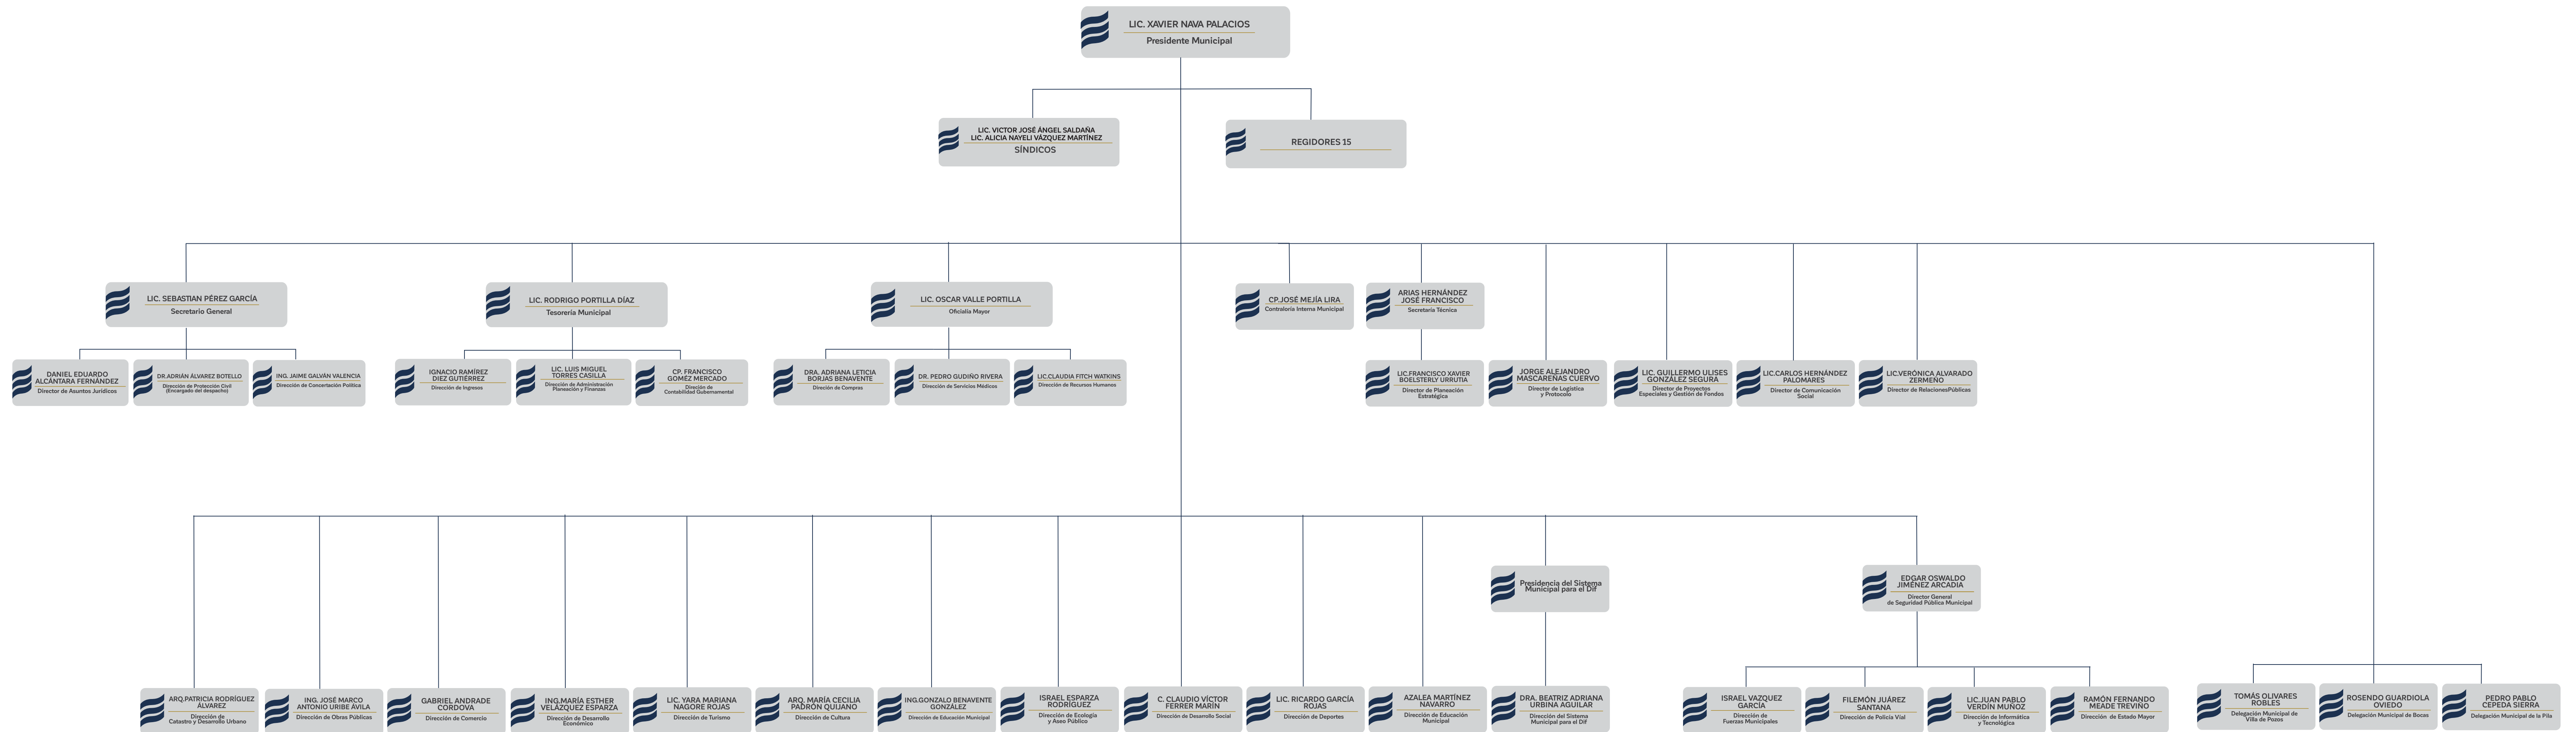 LIC. XAVIER NAVA PALACIOS
Presidente Municipal
LIC. VICTOR JOSÉ ÁNGEL SALDAÑA
LIC. ALICIA NAYELI VÁZQUEZ MARTÍNEZ
SÍNDICOS
REGIDORES 15
LIC. SEBASTIAN PÉREZ GARCÍA
Secretario General
LIC. RODRIGO PORTILLA DÍAZ
Tesorería Municipal
LIC. OSCAR VALLE PORTILLA
Oficialia Mayor
CP.JOSÉ MEJÍA LIRA
Contraloría Interna Municipal
ARIAS HERNÁNDEZ
JOSÉ FRANCISCO
Secretaría Técnica
DANIEL EDUARDO
ALCÁNTARA FERNÁNDEZ
Director de Asuntos Jurídicos
DR.ADRIÁN ÁLVAREZ BOTELLO
Dirección de Protección Civil
(Encargado del despacho)
ING. JAIME GALVÁN VALENCIA
Dirección de Concertación Política
IGNACIO RAMÍREZ
DIEZ GUTIÉRREZ
Dirección de Ingresos
LIC. LUIS MIGUEL
TORRES CASILLA
Dirección de Administración
Planeación y Finanzas
CP. FRANCISCO
GOMÉZ MERCADO
Dirección de
Contabilidad Gubernamental
DRA. ADRIANA LETICIA
BORJAS BENAVENTE
Dirección de Compras
DR. PEDRO GUDIÑO RIVERA
Dirección de Servicios Médicos
LIC.CLAUDIA FITCH WATKINS
Dirección de Recursos Humanos
LIC.FRANCISCO XAVIER
BOELSTERLY URRUTIA
Director de Planeación
Estratégica
JORGE ALEJANDRO
MASCAREÑAS CUERVO
Director de Logística
y Protocolo
LIC. GUILLERMO ULISES
GONZÁLEZ SEGURA
Director de Proyectos
Especiales y Gestión de Fondos
LIC.CARLOS HERNÁNDEZ
PALOMARES
Director de Comunicación
Social
LIC.VERÓNICA ALVARADO
ZERMEÑO
Director de RelacionesPúblicas
Presidencia del Sistema
Municipal para el Dif
EDGAR OSWALDO
JIMÉNEZ ARCADIA
Director General
de Seguridad Pública Municipal
ARQ.PATRICIA RODRÍGUEZ
ÁLVAREZ
Dirección de
Catastro y Desarrollo Urbano
ING. JOSÉ MARCO
ANTONIO URIBE ÁVILA
Dirección de Obras Públicas
GABRIEL ANDRADE
CORDOVA
Dirección de Comercio
ING.MARÍA ESTHER
VELÁZQUEZ ESPARZA
Dirección de Desarrollo
Económico
LIC. YARA MARIANA
NAGORE ROJAS
Dirección de Turismo
ARQ. MARÍA CECILIA
PADRÓN QUIJANO
Dirección de Cultura
ING.GONZALO BENAVENTE
GONZÁLEZ
Dirección de Educación Municipal
ISRAEL ESPARZA
RODRÍGUEZ
Dirección de Ecología
y Aseo Público
C. CLAUDIO VÍCTOR
FERRER MARÍN
Dirección de Desarrollo Social
LIC. RICARDO GARCÍA
ROJAS
Dirección de Deportes
AZALEA MARTÍNEZ
NAVARRO
Dirección de Educación
Municipal
DRA. BEATRIZ ADRIANA
URBINA AGUILAR
Dirección del Sistema
Municipal para el Dif
ISRAEL VAZQUEZ
GARCÍA
Dirección de
Fuerzas Municipales
FILEMÓN JUÁREZ
SANTANA
Dirección de Policía Vial
LIC.JUAN PABLO
VERDÍN MUÑOZ
Dirección de Informática
y Tecnológica
RAMÓN FERNANDO
MEADE TREVIÑO
Dirección de Estado Mayor
TOMÁS OLIVARES
ROBLES
Delegación Municipal de
Villa de Pozos
ROSENDO GUARDIOLA
OVIEDO
Delegación Municipal de Bocas
PEDRO PABLO
CEPEDA SIERRA
Delegación Municipal de la Pila